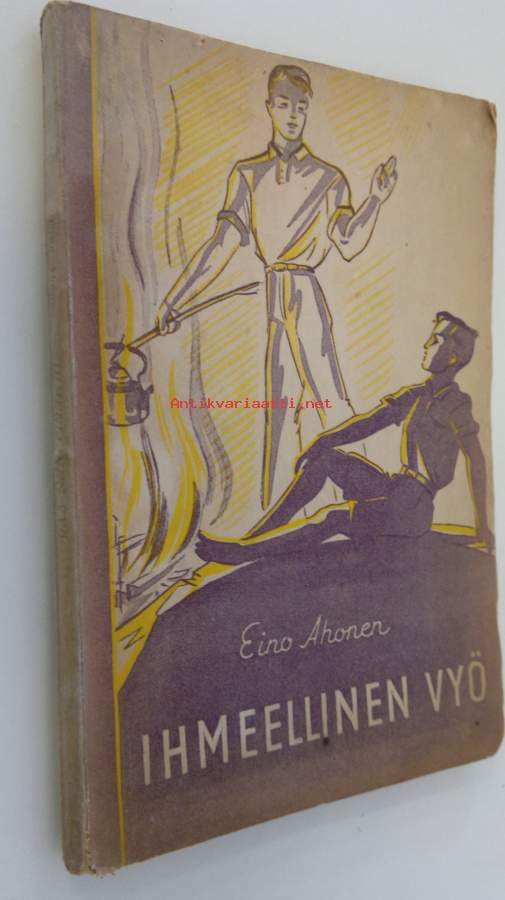 Antikvariaatti.net
Eino Ahonen
IHMEELLINEN VYÖ